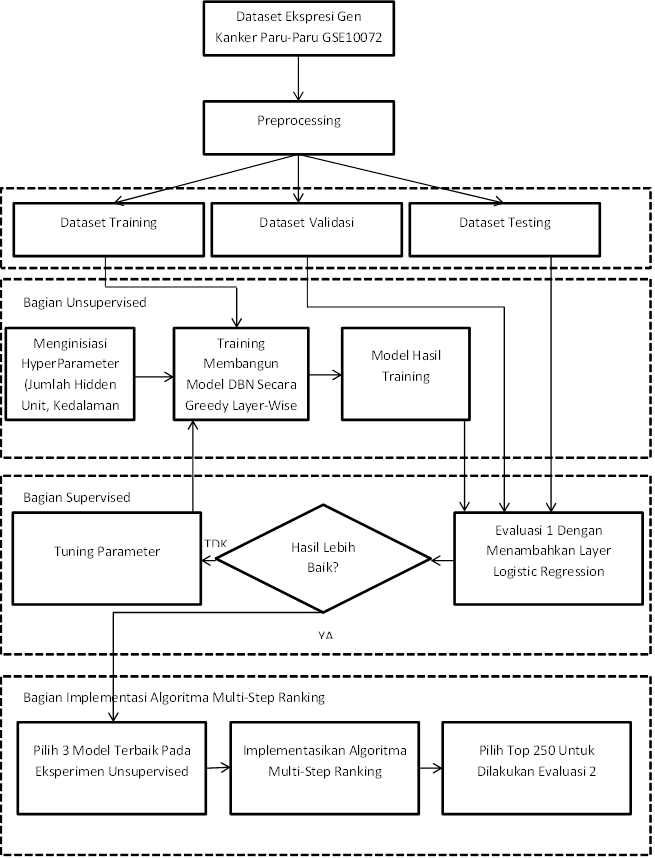 Dataset Ekspresi Gen
Kanker Paru-Paru GSE10072
Preprocessing
Dataset Training
Dataset Validasi
Dataset Testing
Bagian Unsupervised
Menginisiasi
HyperParameter
(Jumlah Hidden
Unit, Kedalaman
Training
Membangun
Model DBN Secara
Greedy Layer-Wise
Model Hasil
Training
Bagian Supervised
Tuning Parameter
TDK
Hasil Lebih
Baik?
Evaluasi 1 Dengan
Menambahkan Layer
Logistic Regression
YA
Bagian Implementasi Algoritma Multi-Step Ranking
Pilih 3 Model Terbaik Pada
Eksperimen Unsupervised
Implementasikan Algoritma
Multi-Step Ranking
Pilih Top 250 Untuk
Dilakukan Evaluasi 2